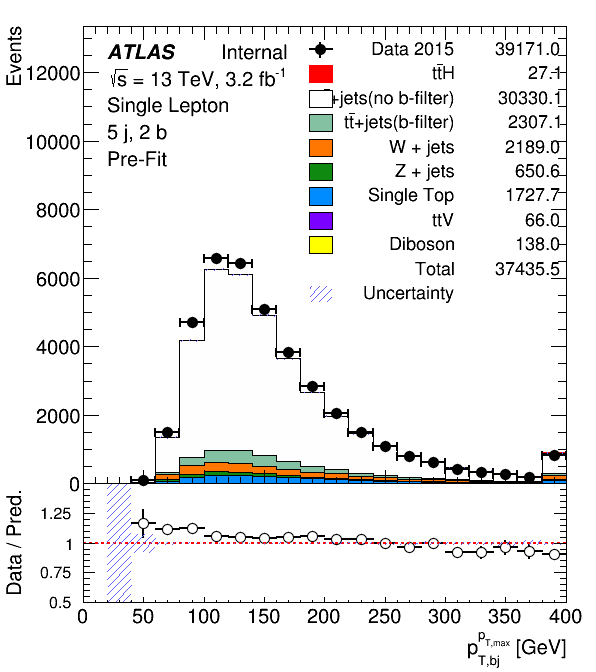 Events
ATLAS Internal
√s = 13 TeV, 3.2 fb-1
Single Lepton
5 j, 2 b
Pre-Fit
Data 2015 39171.0
tt̄H 27.1
+jets(no b-filter) 30330.1
tt̄+jets(b-filter) 2307.1
W + jets 2189.0
Z + jets 650.6
Single Top 1727.7
ttV 66.0
Diboson 138.0
Total 37435.5
Uncertainty
12000
10000
8000
6000
4000
2000
0
Data / Pred.
1.25
1
0.75
0.5
0 50 100 150 200 250 300 350 400
p_{T,bj}^{p_{T,max}} [GeV]